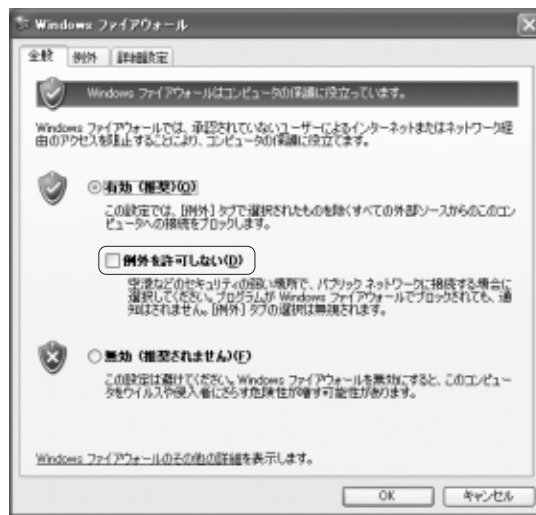 Windows ファイアウォール
全般 例外 詳細設定
Windows ファイアウォールはコンピュータの保護に役立っています。
Windows ファイアウォールでは、承認されていないユーザーによるインターネットまたはネットワーク経
由のアクセスを阻止することにより、コンピュータの保護に役立てます。
有効 (推奨)(O)
この設定では、[例外] タブで選択されたものを除くすべての外部ソースからのこのコン
ピュータへの接続をブロックします。
例外を許可しない(D)
空港などのセキュリティの弱い場所で、パブリック ネットワークに接続する場合に
選択してください。プログラムが Windows ファイアウォールでブロックされても、通
知はされません。[例外] タブの選択は無視されます。
無効 (推奨されません)(F)
この設定は避けてください。Windows ファイアウォールを無効にすると、このコンピュー
タをウイルスや侵入者にさらす危険性が増す可能性があります。
Windows ファイアウォールのその他の詳細を表示します。
OK キャンセル